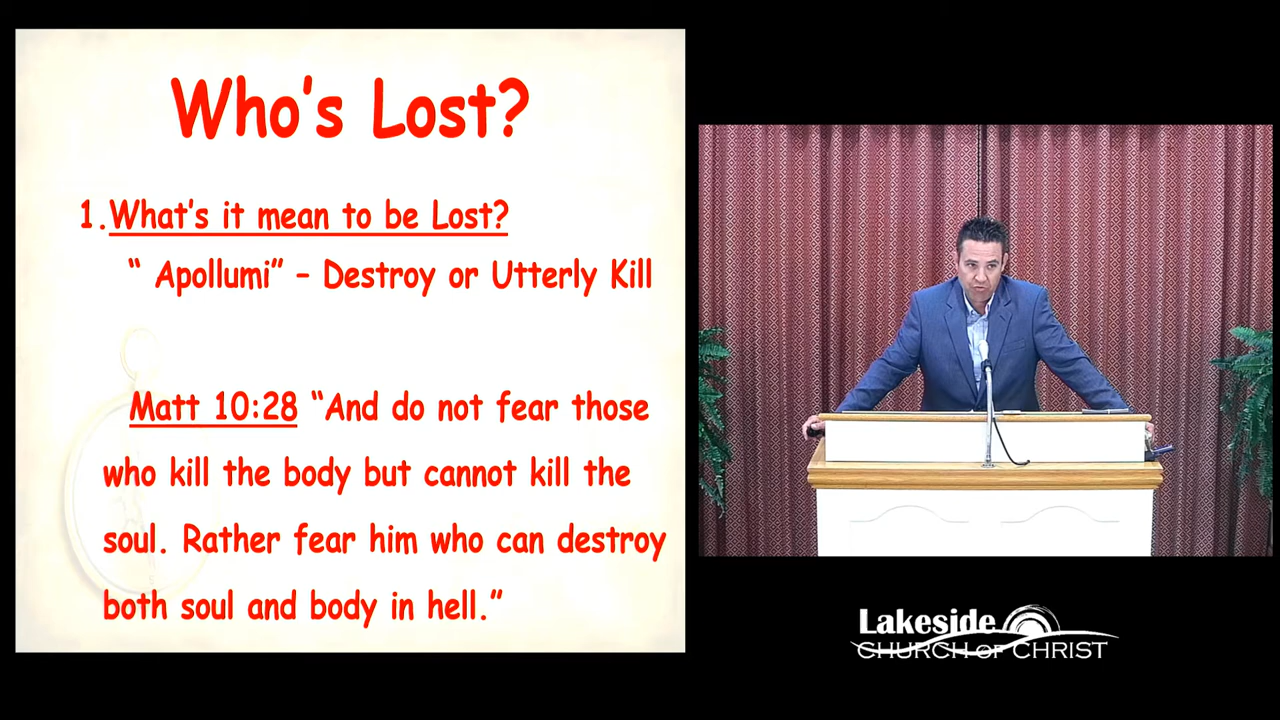 Who's Lost?
1.What's it mean to be Lost?
“ Apollumi” – Destroy or Utterly Kill
Matt 10:28 “And do not fear those
who kill the body but cannot kill the
soul. Rather fear him who can destroy
both soul and body in hell.”
Lakeside
CHURCH OF CHRIST